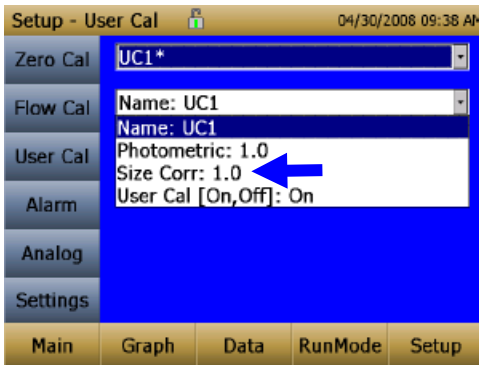 Setup - User Cal 04/30/2008 09:38 AM
Zero Cal
UC1*
Flow Cal
Name: UC1
Name: UC1
User Cal
Photometric: 1.0
Size Corr: 1.0
User Cal [On,Off]: On
Alarm
Analog
Settings
Main Graph Data RunMode Setup